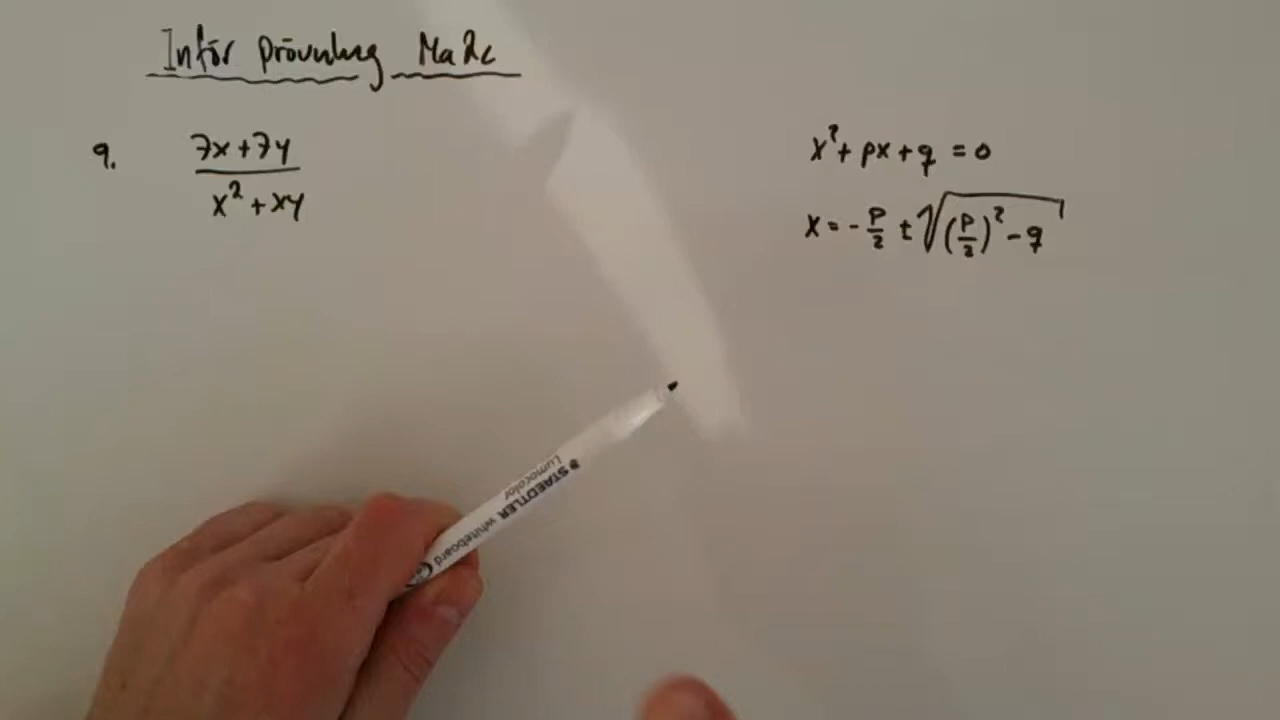 Inför prövning Ma2c
9. 7x+7y
x²+xy
x²+px+q=0
x=-p/2±√((p/2)²-q)
STAEDTLER whiteboard
Lumocolor